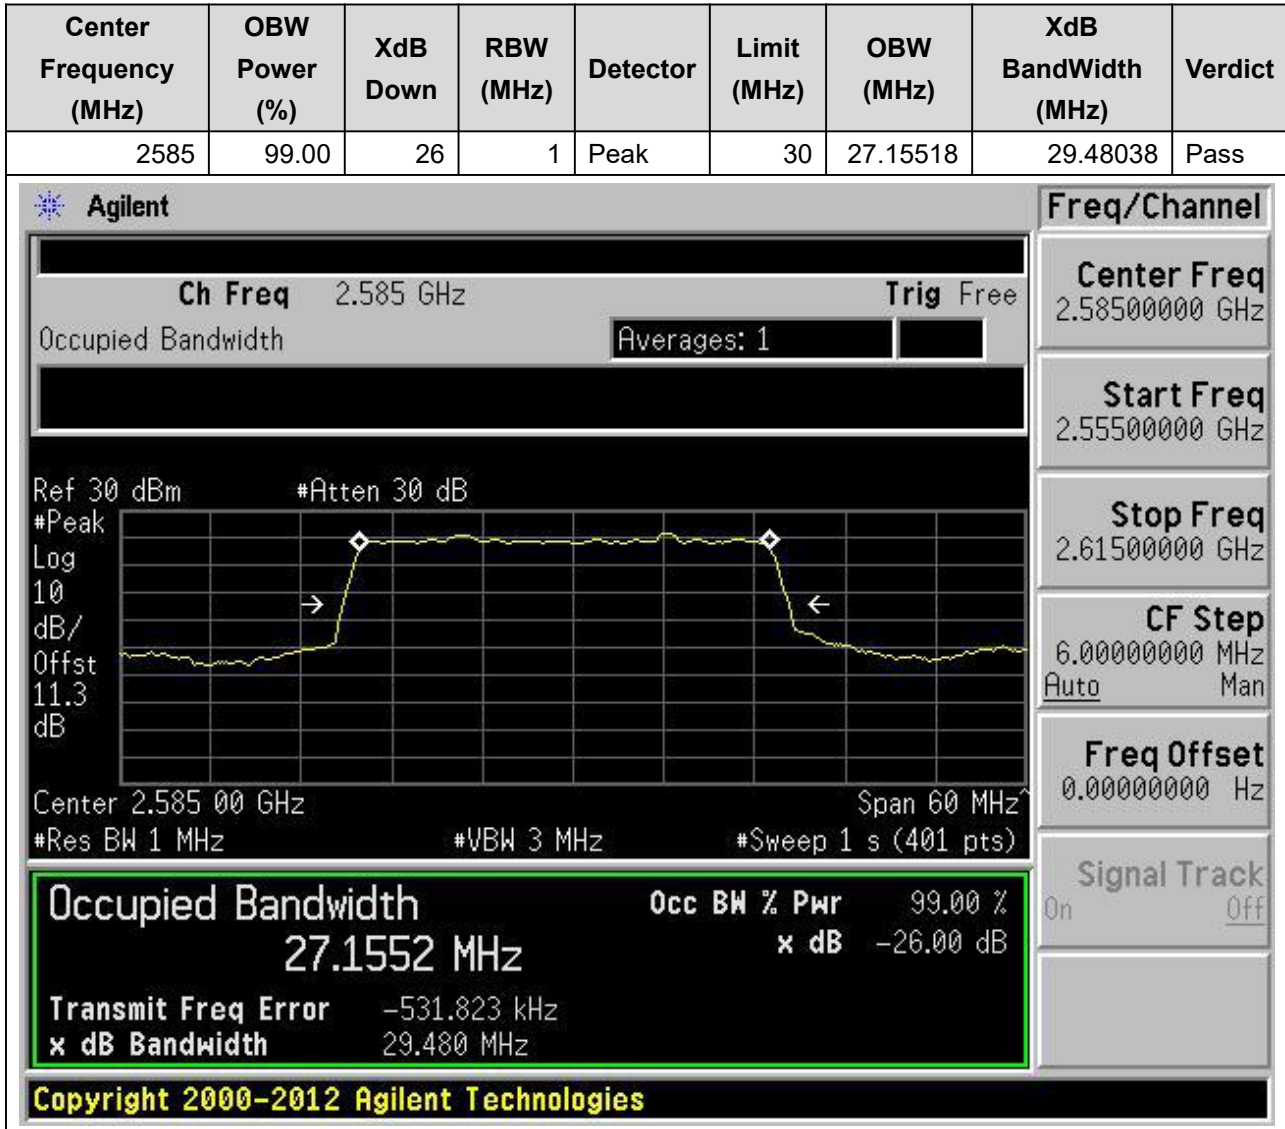 Center Frequency (MHz) OBW Power (%) XdB Down RBW (MHz) Detector Limit (MHz) OBW (MHz) XdB BandWidth (MHz) Verdict
2585 99.00 26 1 Peak 30 27.15518 29.48038 Pass
Agilent
Freq/Channel
Ch Freq 2.585 GHz Trig Free
Occupied Bandwidth Averages: 1
Center Freq
2.58500000 GHz
Start Freq
2.55500000 GHz
Stop Freq
2.61500000 GHz
CF Step
6.00000000 MHz
Auto Man
Freq Offset
0.00000000 Hz
Signal Track
On Off
Ref 30 dBm #Atten 30 dB
#Peak
Log
10
dB/
Offst
11.3
dB
Center 2.585 00 GHz Span 60 MHz^
#Res BW 1 MHz #VBW 3 MHz #Sweep 1 s (401 pts)
Occupied Bandwidth Occ BW % Pwr 99.00 %
27.1552 MHz x dB -26.00 dB
Transmit Freq Error -531.823 kHz
x dB Bandwidth 29.480 MHz
Copyright 2000-2012 Agilent Technologies